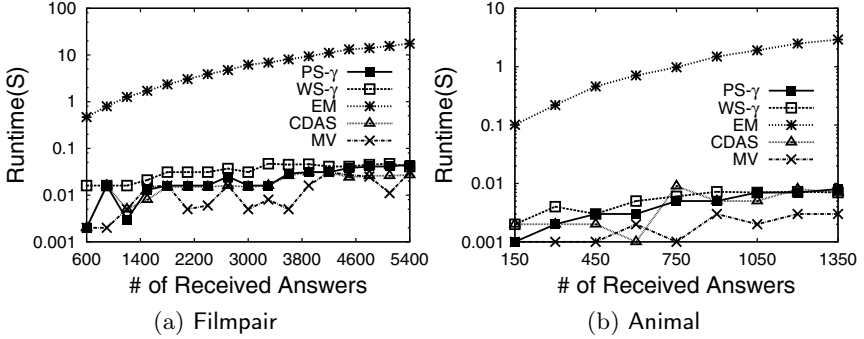 100
10
1
0.1
0.01
0.001
Runtime(S)
PS-γ
WS-γ
EM
CDAS
MV
600 1400 2200 3000 3800 4600 5400
# of Received Answers
(a) Filmpair
10
1
0.1
0.01
0.001
Runtime(S)
PS-γ
WS-γ
EM
CDAS
MV
150 450 750 1050 1350
# of Received Answers
(b) Animal